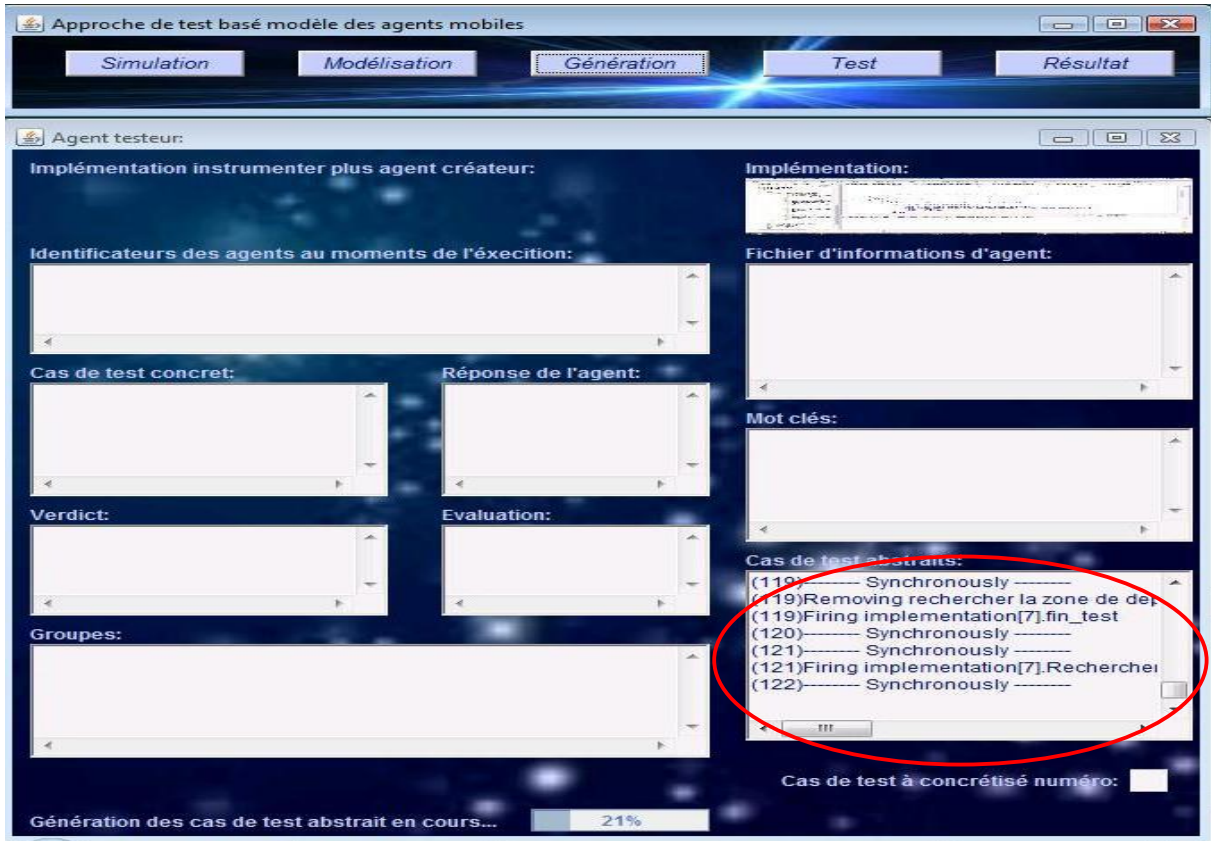 Approche de test basé modèle des agents mobiles
Simulation Modélisation Génération Test Résultat
Agent testeur:
Implémentation instrumenter plus agent créateur:
Implémentation:
Identificateurs des agents au moments de l'éxecition:
Fichier d'informations d'agent:
Cas de test concret:
Réponse de l'agent:
Mot clés:
Verdict:
Evaluation:
Cas de test abstraits:
(119)-------- Synchronously --------
(119)Removing rechercher la zone de dep
(119)Firing implementation[7].fin_test
(120)-------- Synchronously --------
(121)-------- Synchronously --------
(121)Firing implementation[7].Rechercher
(122)-------- Synchronously --------
Groupes:
Cas de test à concrétisé numéro:
Génération des cas de test abstrait en cours... 21%